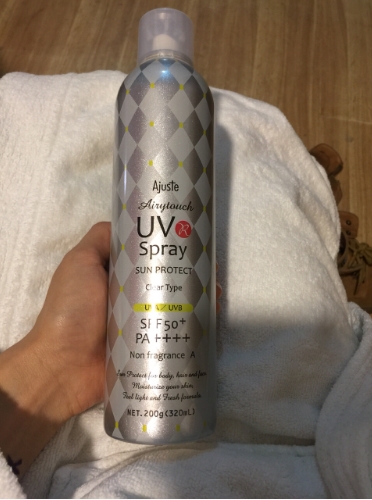 Ajuste
Airytouch
UV R
Spray
SUN PROTECT
Clear Type
UVA / UVB
SPF50+
PA++++
Non fragrance A
Sun Protect for body, hair and face.
Moisturize your skin,
Feel light and Fresh formula.
NET. 200g (320mL)